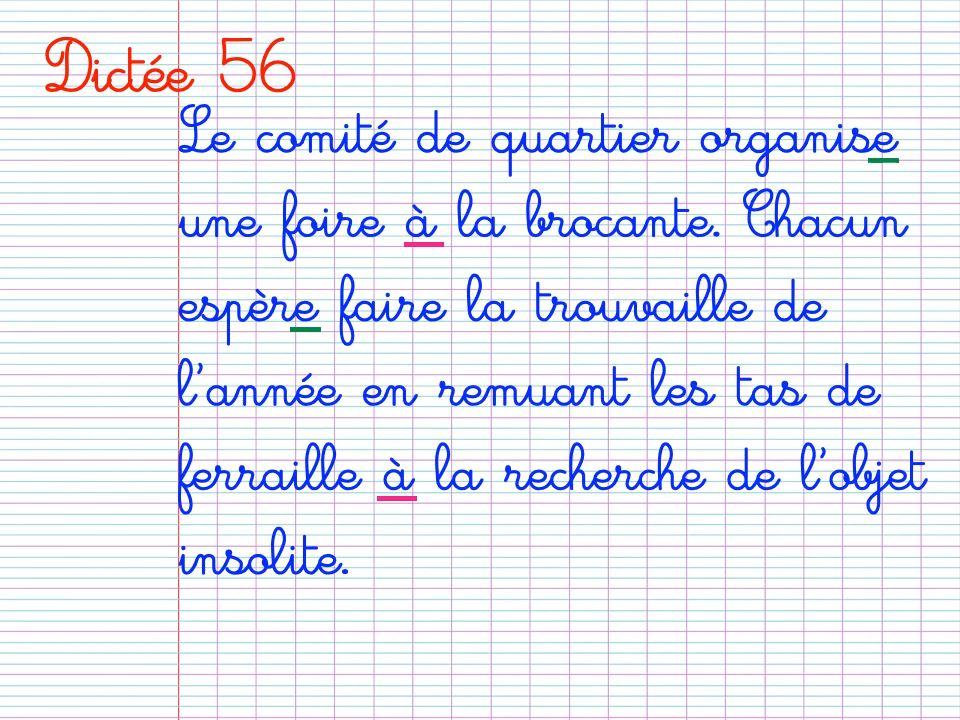 Dictée 56
Le comité de quartier organise
une foire à la brocante. Chacun
espère faire la trouvaille de
l'année en remuant les tas de
ferraille à la recherche de l'objet
insolite.